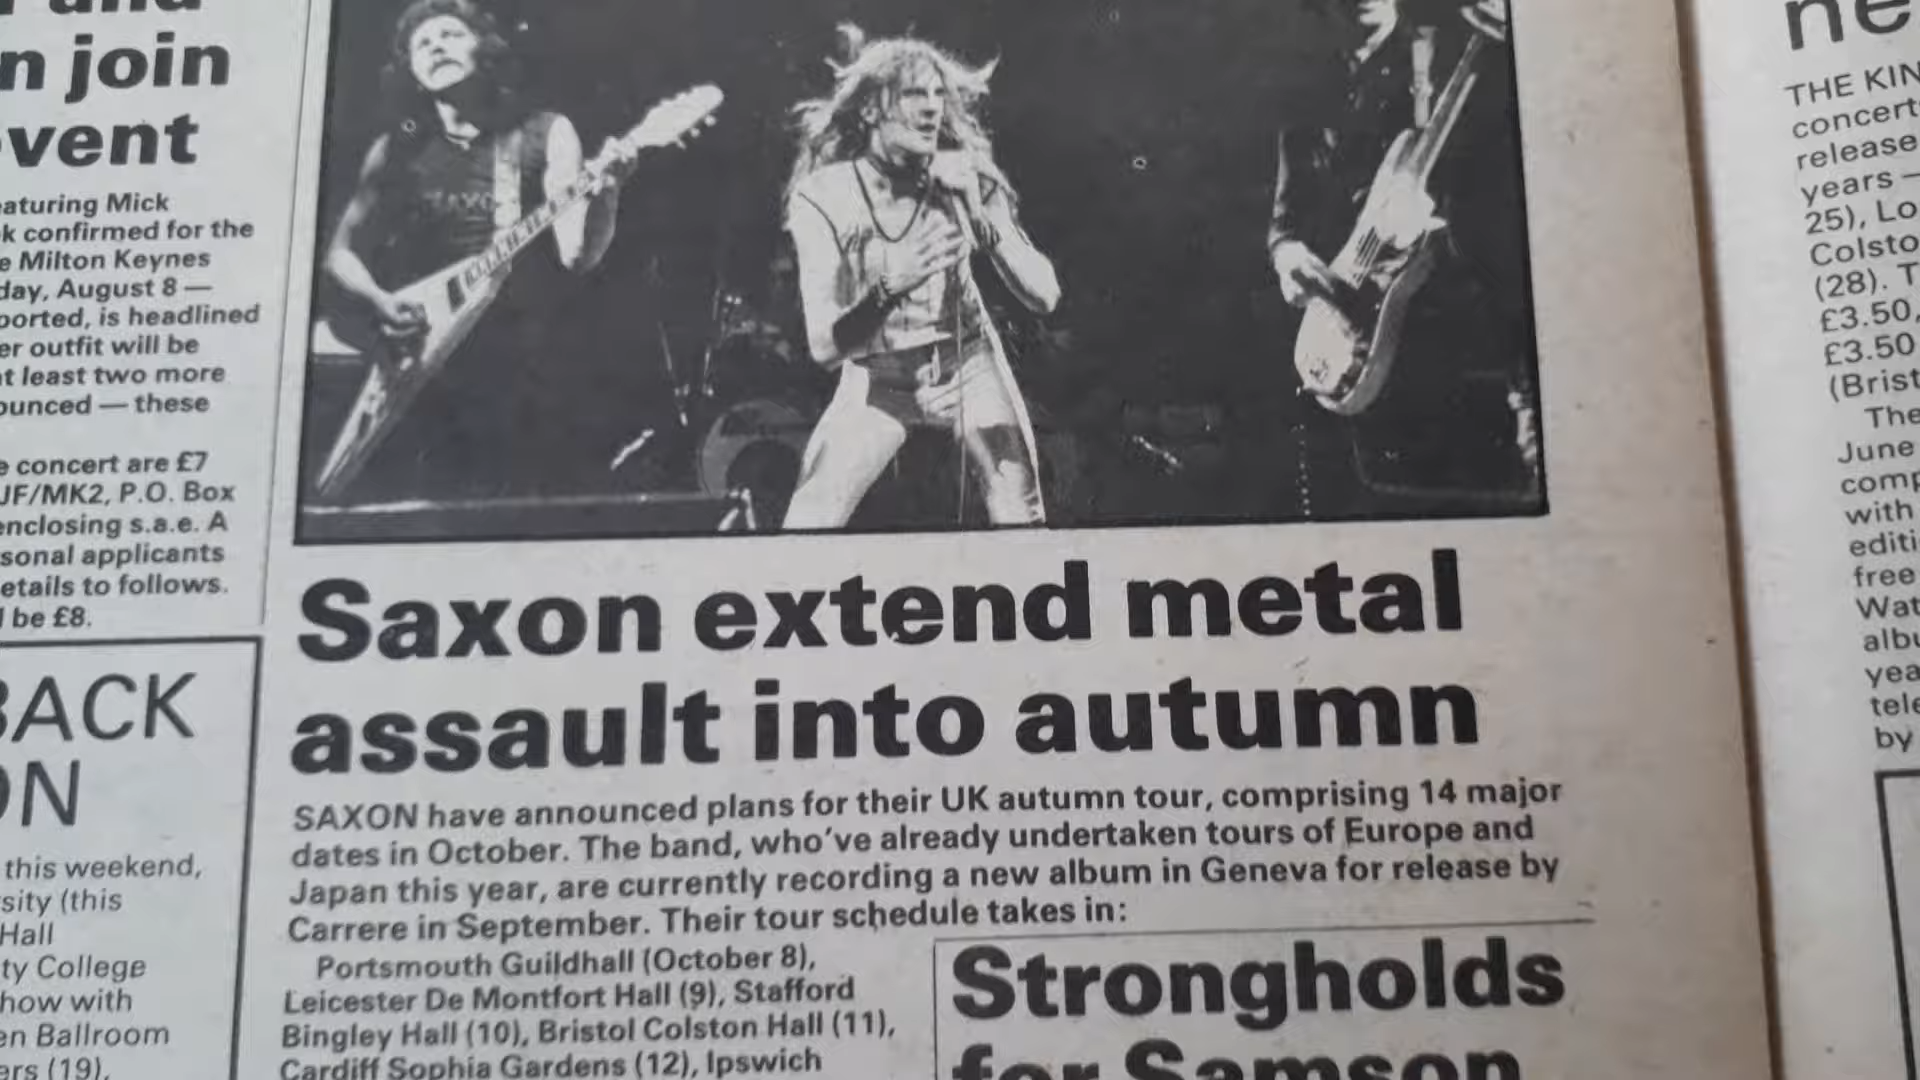 n join
vent
eaturing Mick
k confirmed for the
e Milton Keynes
day, August 8 —
ported, is headlined
er outfit will be
at least two more
ounced — these
e concert are £7
JF/MK2, P.O. Box
enclosing s.a.e. A
sonal applicants
etails to follows.
l be £8.
BACK
ON
this weekend,
sity (this
Hall
ty College
how with
en Ballroom
ers (19),
SAXON
Saxon extend metal
assault into autumn
SAXON have announced plans for their UK autumn tour, comprising 14 major
dates in October. The band, who've already undertaken tours of Europe and
Japan this year, are currently recording a new album in Geneva for release by
Carrere in September. Their tour schedule takes in:
Portsmouth Guildhall (October 8),
Leicester De Montfort Hall (9), Stafford
Bingley Hall (10), Bristol Colston Hall (11),
Cardiff Sophia Gardens (12), Ipswich
Strongholds
for Samson
ne
THE KIN
concert
release
years —
25), Lo
Colsto
(28). T
£3.50,
£3.50
(Brist
The
June
comp
with
editi
free
Wat
albu
yea
tele
by